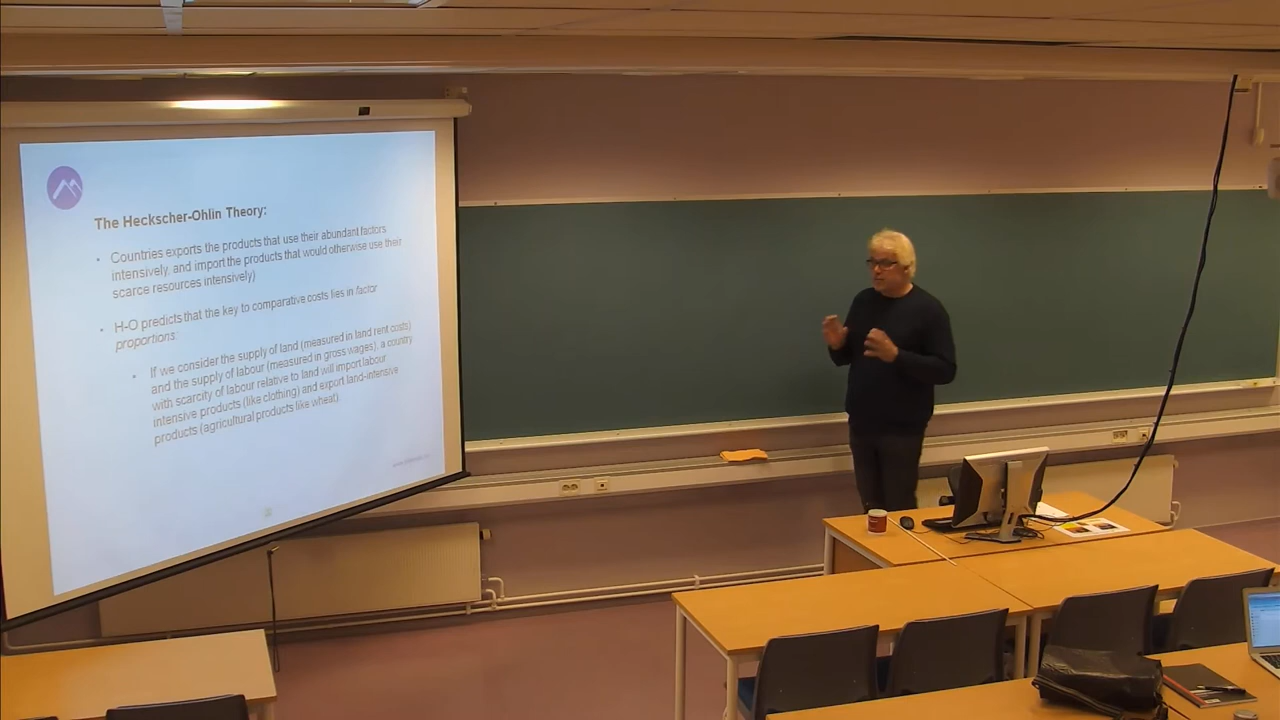 The Heckscher-Ohlin Theory:
• Countries exports the products that use their abundant factors
intensively, and import the products that would otherwise use their
scarce resources intensively)
• H-O predicts that the key to comparative costs lies in factor
proportions:
• If we consider the supply of land (measured in land rent costs)
and the supply of labour (measured in gross wages), a country
with scarcity of labour relative to land will import labour
intensive products (like clothing) and export land-intensive
products (agricultural products like wheat).